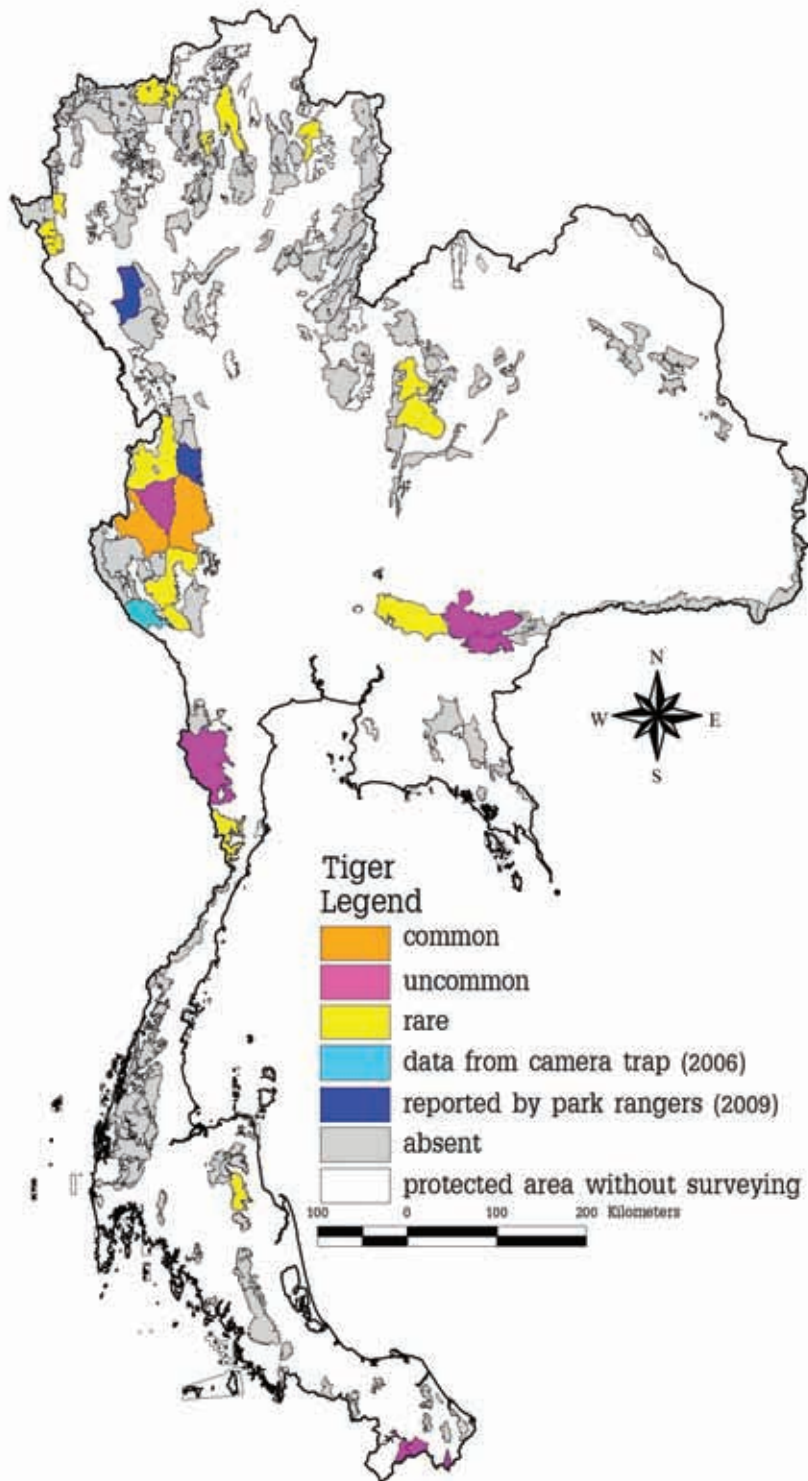 N
W E
S
Tiger
Legend
common
uncommon
rare
data from camera trap (2006)
reported by park rangers (2009)
absent
protected area without surveying
100 0 100 200 Kilometers